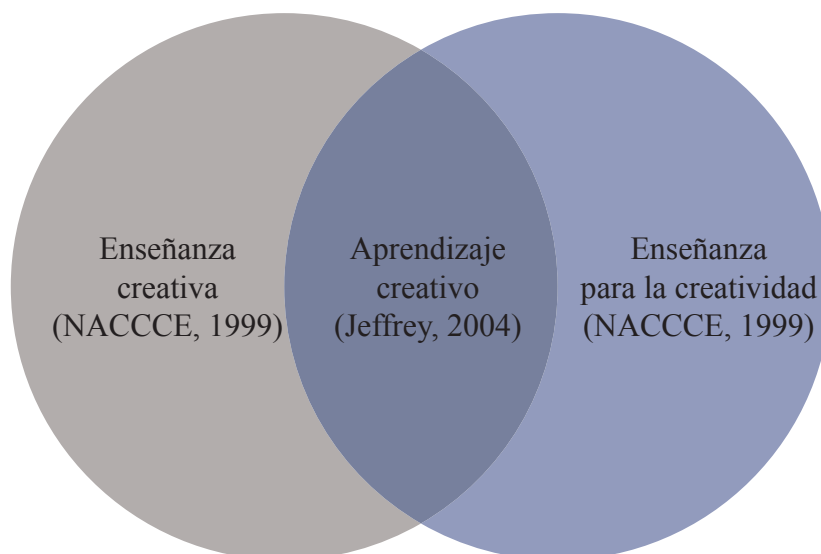 Enseñanza
creativa
(NACCCE, 1999)
Aprendizaje
creativo
(Jeffrey, 2004)
Enseñanza
para la creatividad
(NACCCE, 1999)